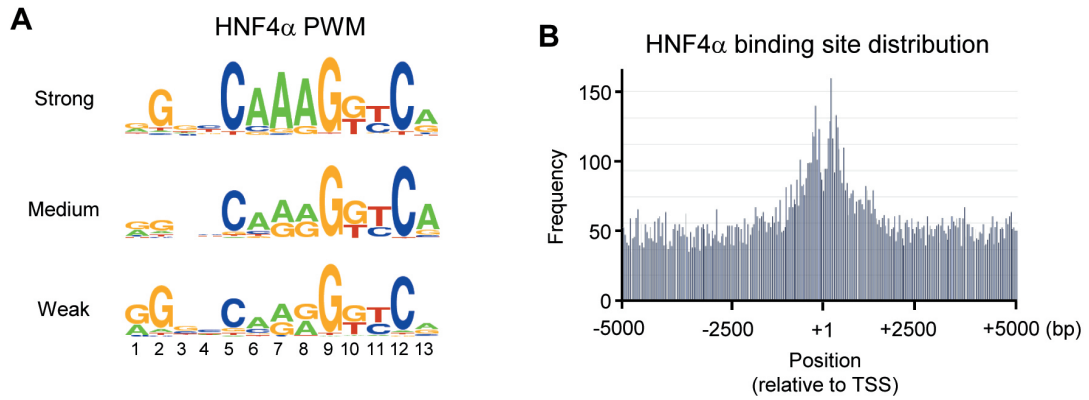 A
HNF4α PWM
Strong
Medium
Weak
1 2 3 4 5 6 7 8 9 10 11 12 13
B
HNF4α binding site distribution
Frequency
150
100
50
0
-5000 -2500 +1 +2500 +5000 (bp)
Position
(relative to TSS)